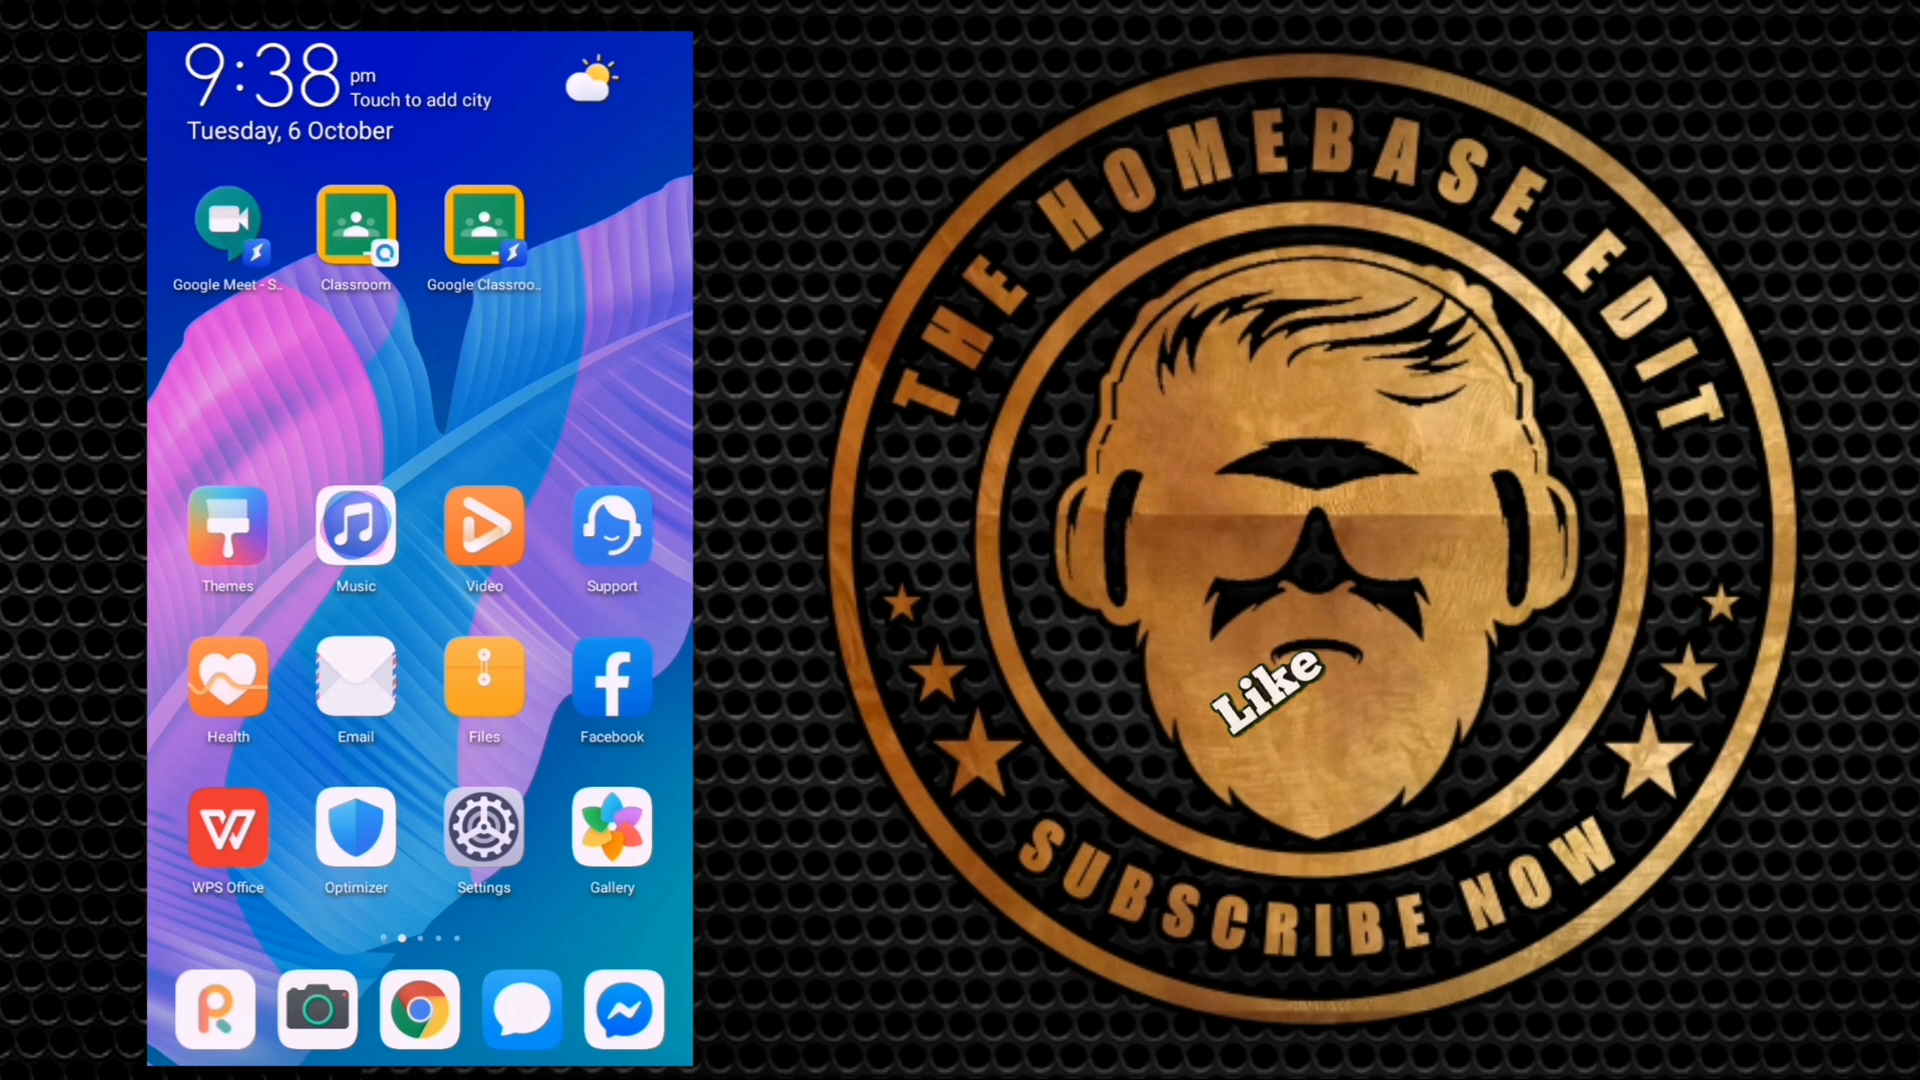 9:38 pm
Touch to add city
Tuesday, 6 October
Google Meet - S..
Classroom
Google Classroo..
Themes
Music
Video
Support
Health
Email
Files
Facebook
WPS Office
Optimizer
Settings
Gallery
THE HOMEBASE EDIT
Like
SUBSCRIBE NOW